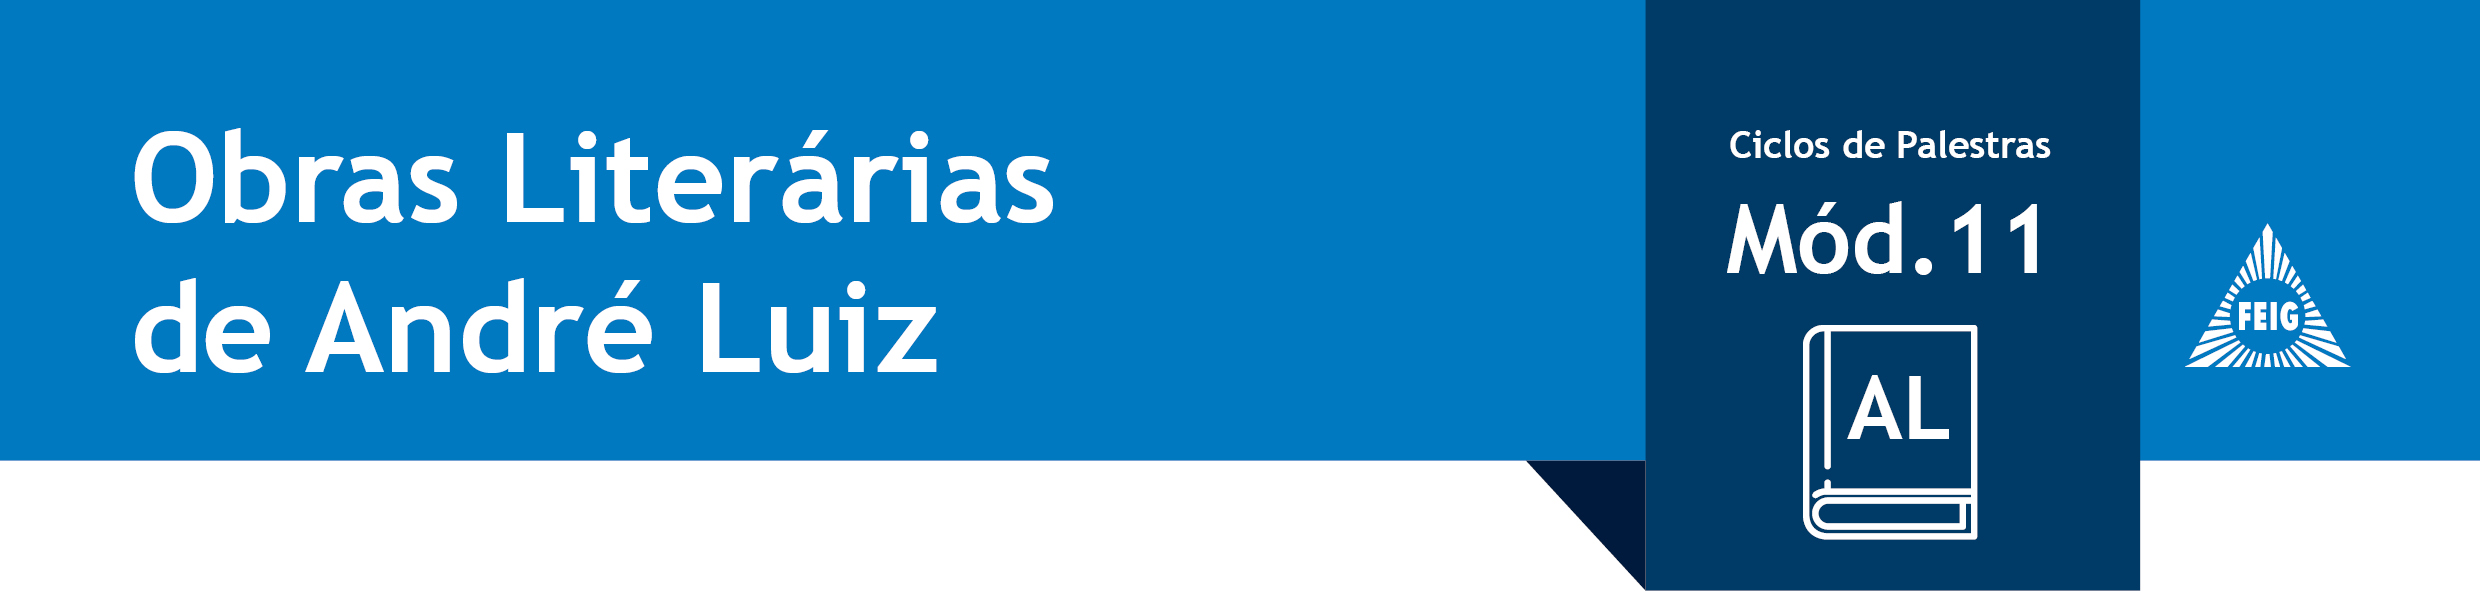 Obras Literárias
de André Luiz
Ciclos de Palestras
Mód.11
AL
FEIG